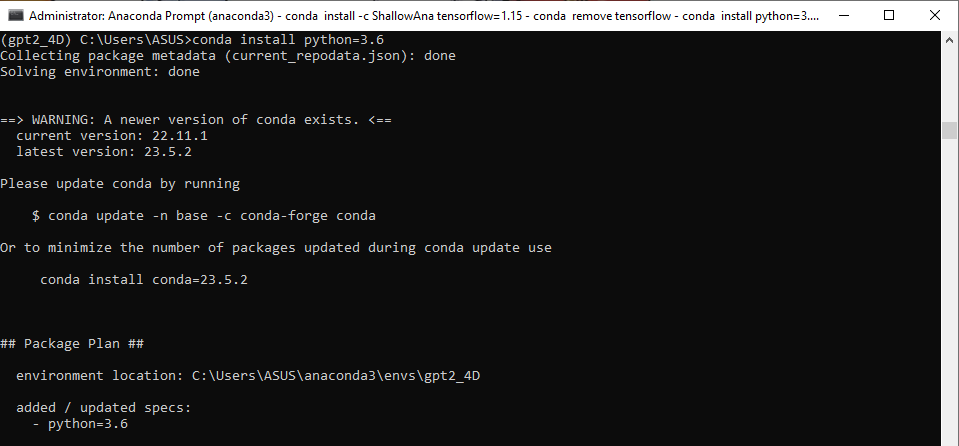 Administrator: Anaconda Prompt (anaconda3) - conda  install -c ShallowAna tensorflow=1.15 - conda  remove tensorflow - conda  install python=3....
(gpt2_4D) C:\Users\ASUS>conda install python=3.6
Collecting package metadata (current_repodata.json): done
Solving environment: done
==> WARNING: A newer version of conda exists. <==
  current version: 22.11.1
  latest version: 23.5.2
Please update conda by running
    $ conda update -n base -c conda-forge conda
Or to minimize the number of packages updated during conda update use
     conda install conda=23.5.2
## Package Plan ##
  environment location: C:\Users\ASUS\anaconda3\envs\gpt2_4D
  added / updated specs:
    - python=3.6